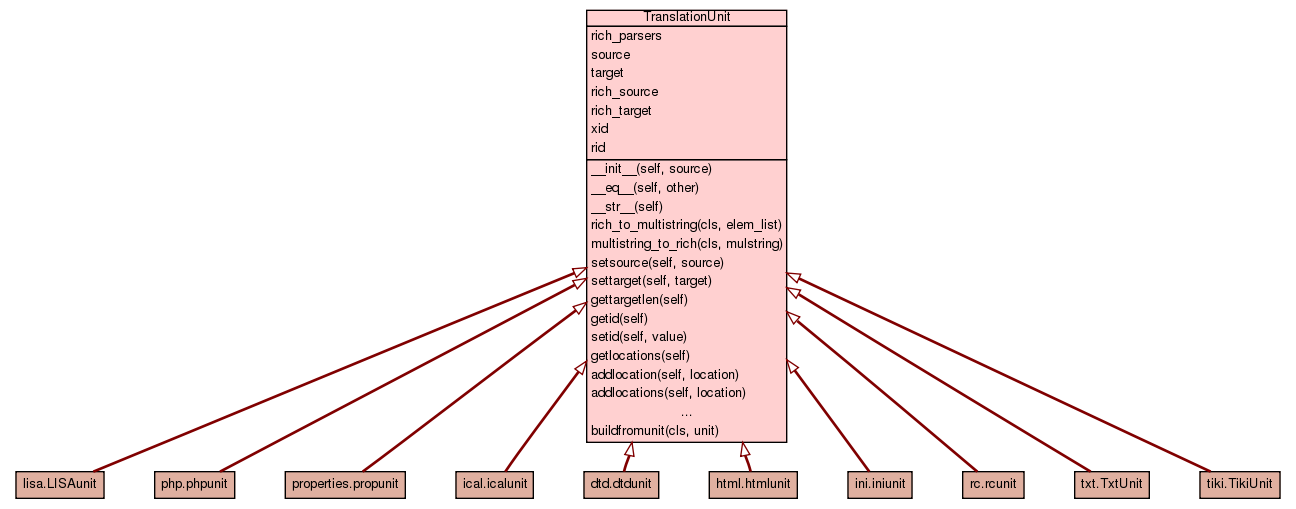 TranslationUnit
rich_parsers
source
target
rich_source
rich_target
xid
rid
__init__(self, source)
__eq__(self, other)
__str__(self)
rich_to_multistring(cls, elem_list)
multistring_to_rich(cls, mulstring)
setsource(self, source)
settarget(self, target)
gettargetlen(self)
getid(self)
setid(self, value)
getlocations(self)
addlocation(self, location)
addlocations(self, location)
...
buildfromunit(cls, unit)
lisa.LISAunit
php.phpunit
properties.propunit
ical.icalunit
dtd.dtdunit
html.htmlunit
ini.iniunit
rc.rcunit
txt.TxtUnit
tiki.TikiUnit